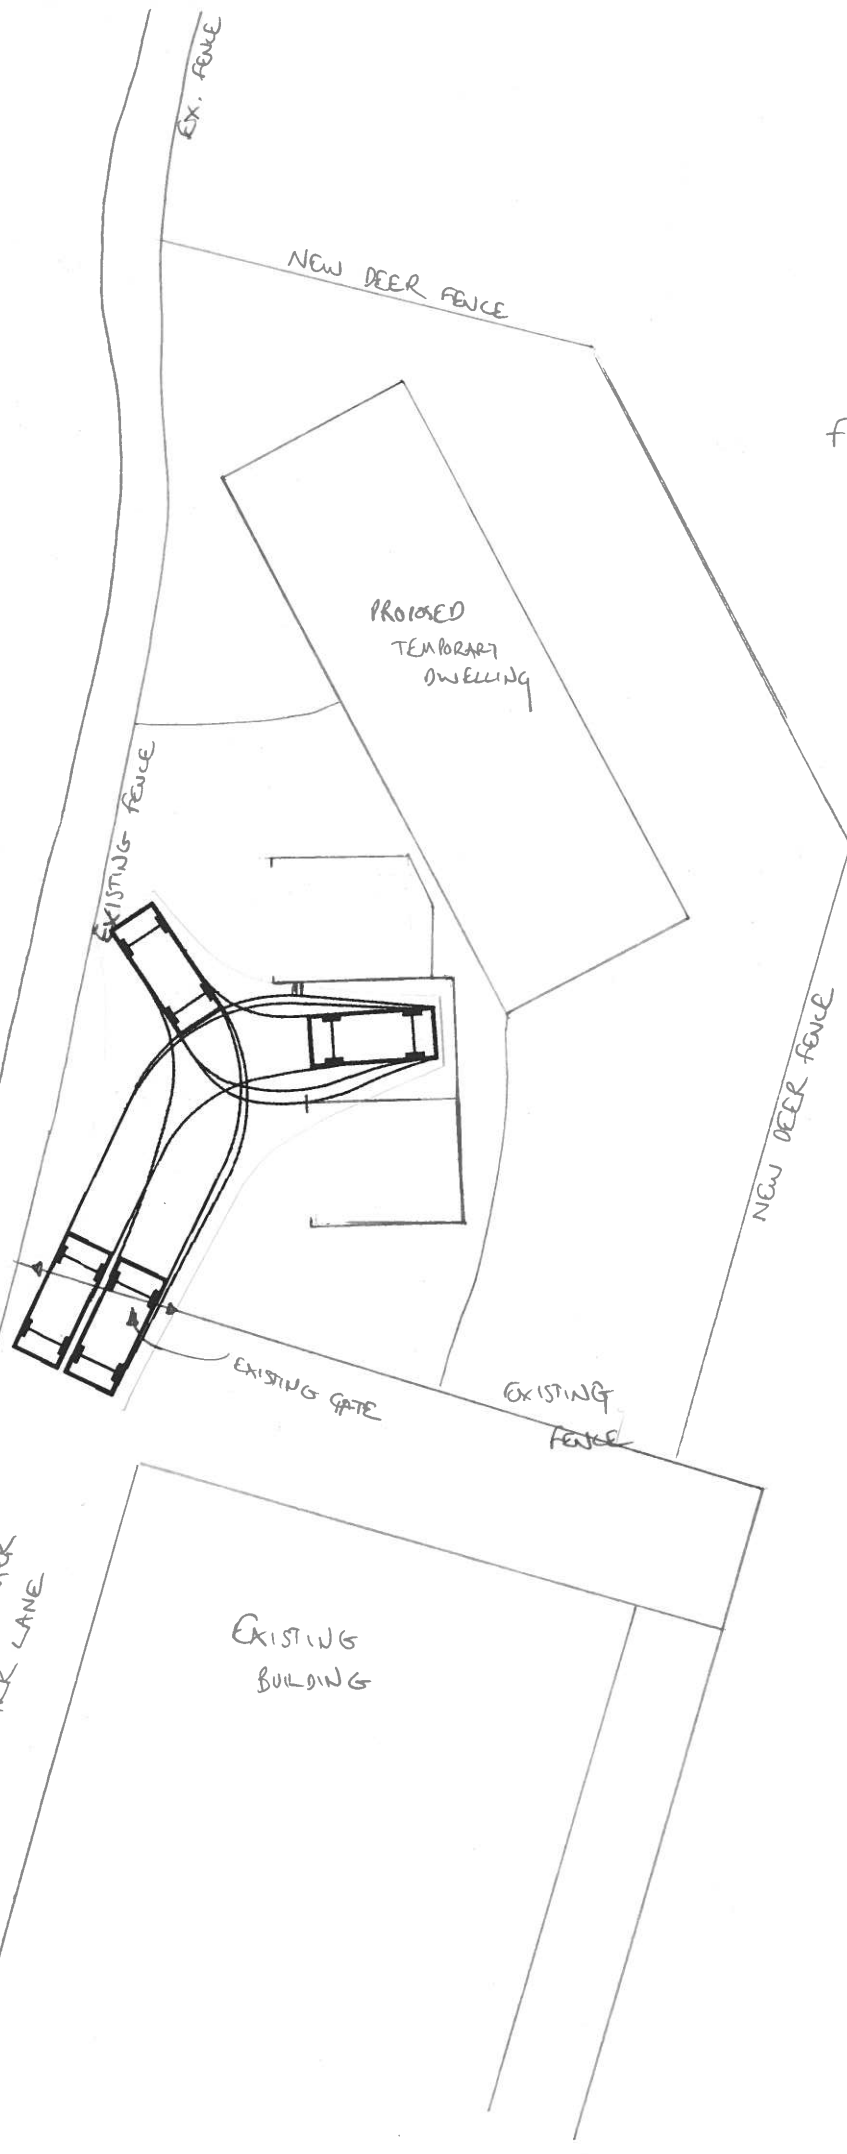 EX. FENCE
NEW DEER FENCE
f
PROPOSED
TEMPORARY
DWELLING
EXISTING FENCE
NEW DEER FENCE
EXISTING GATE
EXISTING
FENCE
LANE
EXISTING
BUILDING